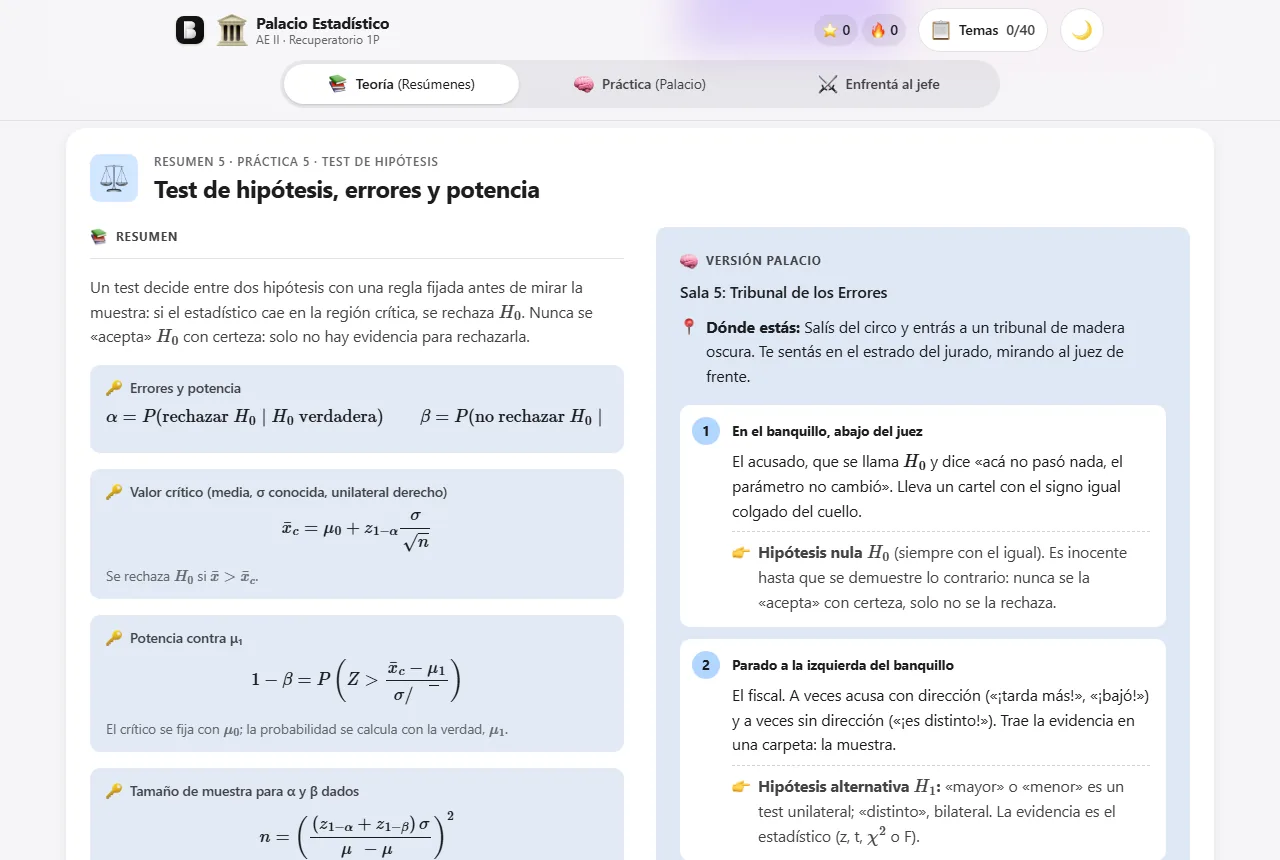 B
Palacio Estadístico
AE II · Recuperatorio 1P
0
0
Temas 0/40
Teoría (Resúmenes)
Práctica (Palacio)
Enfrentá al jefe
RESUMEN 5 · PRÁCTICA 5 · TEST DE HIPÓTESIS
Test de hipótesis, errores y potencia
RESUMEN
Un test decide entre dos hipótesis con una regla fijada antes de mirar la
muestra: si el estadístico cae en la región crítica, se rechaza H₀. Nunca se
«acepta» H₀ con certeza: solo no hay evidencia para rechazarla.
Errores y potencia
α = P(rechazar H₀ | H₀ verdadera)  β = P(no rechazar H₀ |
Valor crítico (media, σ conocida, unilateral derecho)
x̄_c = μ₀ + z_{1−α} σ/√n
Se rechaza H₀ si x̄ > x̄_c.
Potencia contra μ₁
1 − β = P(Z > (x̄_c − μ₁)/(σ/
El crítico se fija con μ₀; la probabilidad se calcula con la verdad, μ₁.
Tamaño de muestra para α y β dados
n = ((z_{1−α} + z_{1−β}) σ / (μ − μ))²
VERSIÓN PALACIO
Sala 5: Tribunal de los Errores
Dónde estás: Salís del circo y entrás a un tribunal de madera
oscura. Te sentás en el estrado del jurado, mirando al juez de
frente.
1
En el banquillo, abajo del juez
El acusado, que se llama H₀ y dice «acá no pasó nada, el
parámetro no cambió». Lleva un cartel con el signo igual
colgado del cuello.
Hipótesis nula H₀ (siempre con el igual). Es inocente
hasta que se demuestre lo contrario: nunca se la
«acepta» con certeza, solo no se la rechaza.
2
Parado a la izquierda del banquillo
El fiscal. A veces acusa con dirección («¡tarda más!», «¡bajó!»)
y a veces sin dirección («¡es distinto!»). Trae la evidencia en
una carpeta: la muestra.
Hipótesis alternativa H₁: «mayor» o «menor» es un
test unilateral; «distinto», bilateral. La evidencia es el
estadístico (z, t, χ² o F).